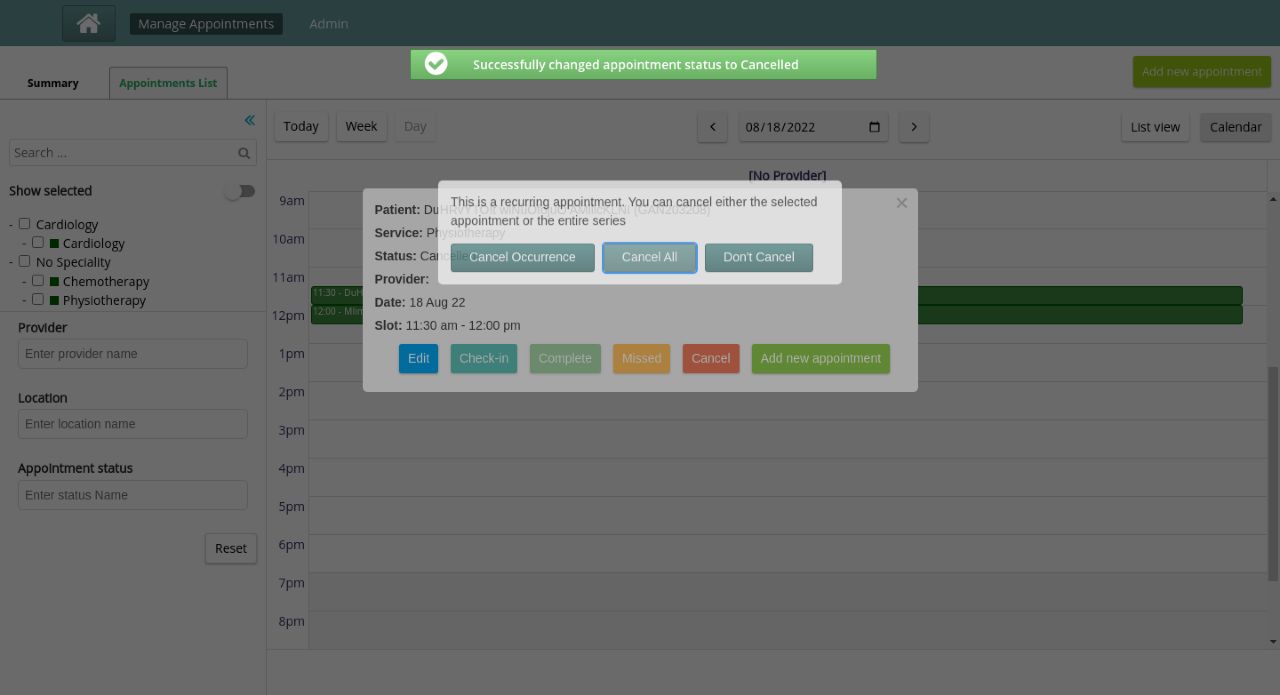 Manage Appointments
Admin
Successfully changed appointment status to Cancelled
Summary
Appointments List
Add new appointment
Today
Week
Day
08/18/2022
List view
Calendar
Search ...
Show selected
- Cardiology
- Cardiology
- No Speciality
- Chemotherapy
- Physiotherapy
Provider
Enter provider name
Location
Enter location name
Appointment status
Enter status Name
Reset
[No Provider]
9am
10am
11am
12pm
1pm
2pm
3pm
4pm
5pm
6pm
7pm
8pm
11:30 - DuH
12:00 - Mlim
This is a recurring appointment. You can cancel either the selected
appointment or the entire series
Cancel Occurrence
Cancel All
Don't Cancel
Patient:
(GAN203208)
Service: Physiotherapy
Status: Cancelled
Provider:
Date: 18 Aug 22
Slot: 11:30 am - 12:00 pm
Edit
Check-in
Complete
Missed
Cancel
Add new appointment